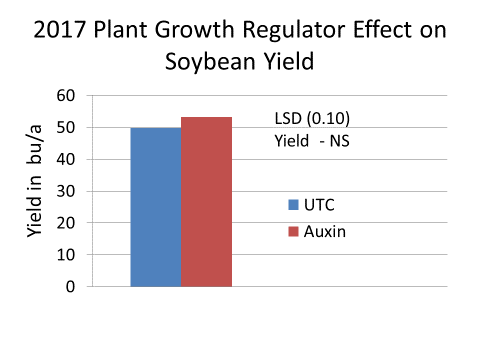 2017 Plant Growth Regulator Effect on
Soybean Yield
Yield in bu/a
60
50
40
30
20
10
0
LSD (0.10)
Yield - NS
UTC
Auxin